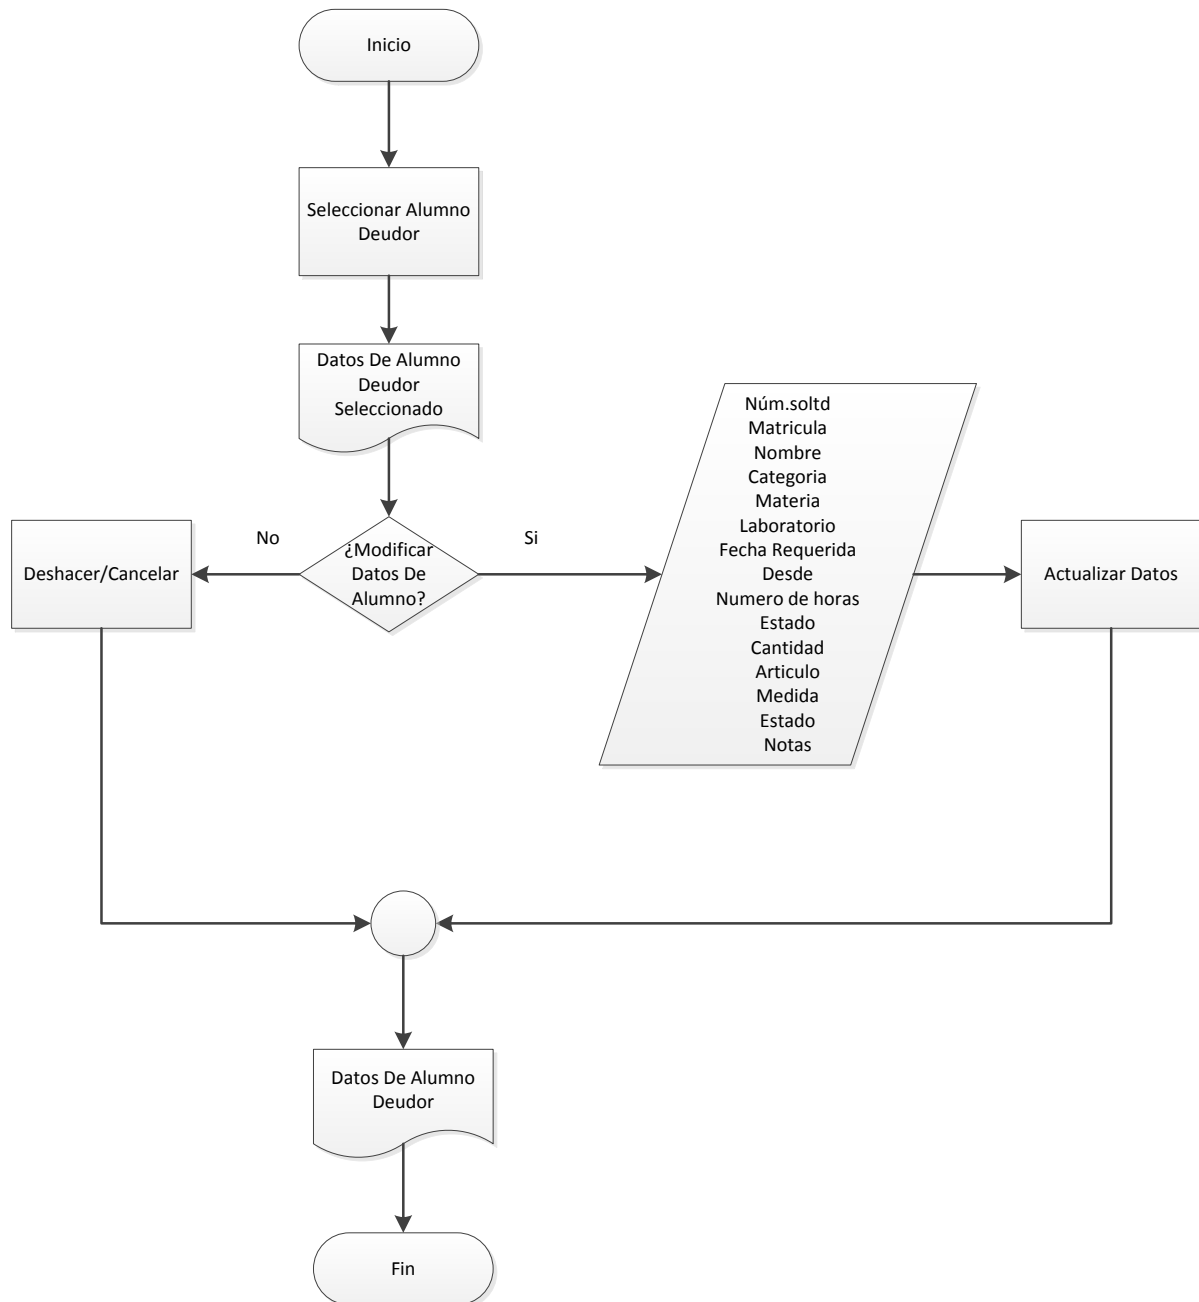 Inicio
Seleccionar Alumno
Deudor
Datos De Alumno
Deudor
Seleccionado
¿Modificar
Datos De
Alumno?
No
Si
Deshacer/Cancelar
Núm.soltd
Matricula
Nombre
Categoria
Materia
Laboratorio
Fecha Requerida
Desde
Numero de horas
Estado
Cantidad
Articulo
Medida
Estado
Notas
Actualizar Datos
Datos De Alumno
Deudor
Fin